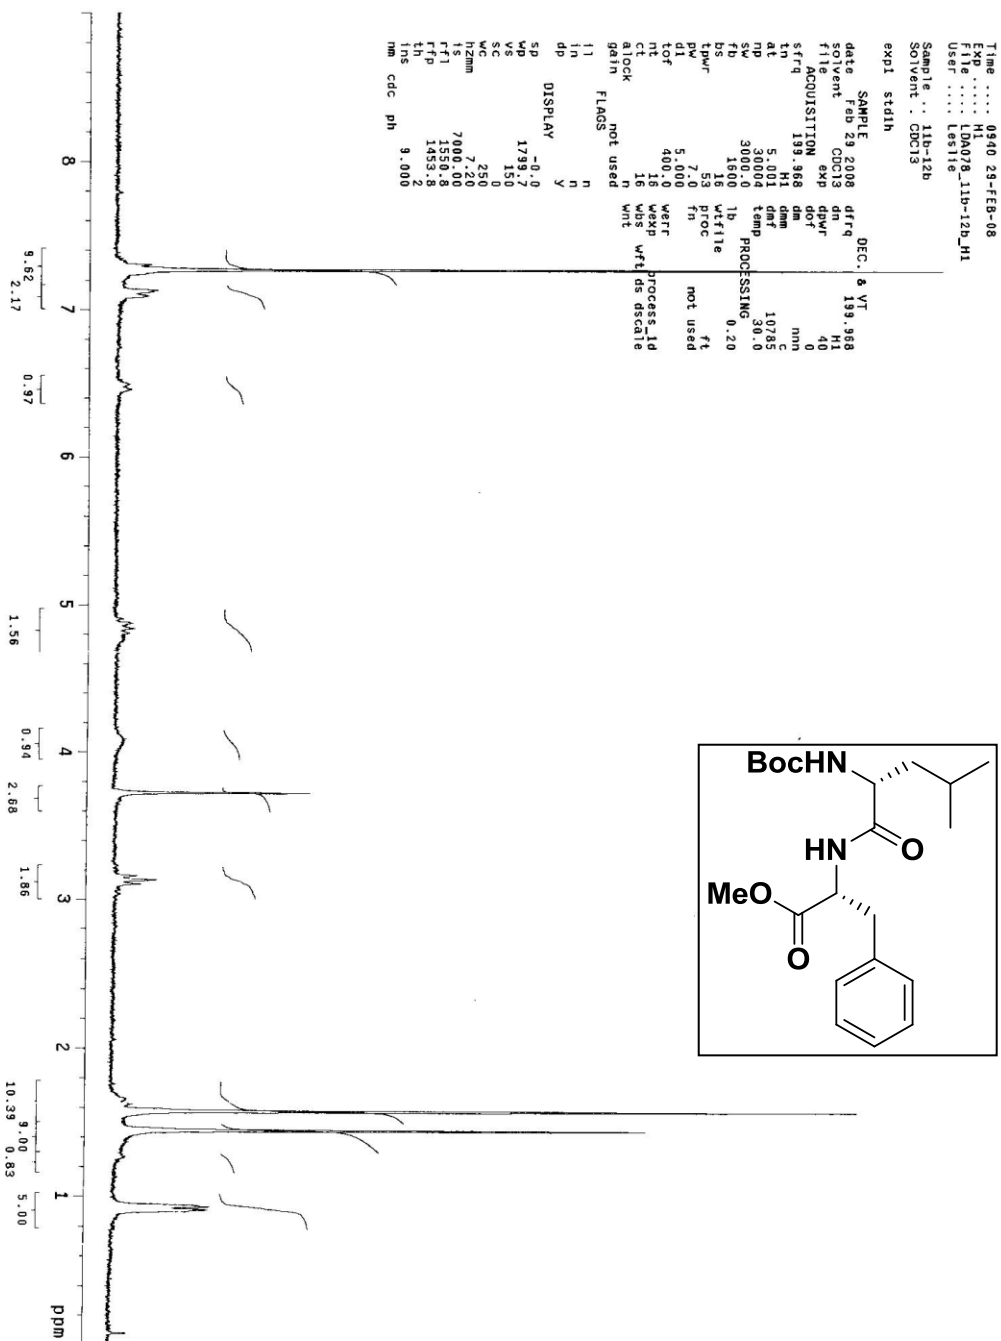 Time .... 0940 29-FEB-08
Exp ..... H1
File .... LDA078_11b-12b_H1
User .... Leslie
Sample .. 11b-12b
Solvent . CDCl3
exp1 std1h
SAMPLE DEC. & VT
date Feb 29 2008 dfrq 199.968
solvent CDCl3 dn H1
file exp dpwr 40
ACQUISITION dof 0
sfrq 199.968 dm nnn
tn H1 dmm c
at 5.001 dmf 10785
np 30004 temp 30.0
sw 3000.0 PROCESSING
fb 1600 lb 0.20
bs 16 wtfile
tpwr 53 proc ft
pw 7.0 fn not used
d1 5.000
tof 400.0 werr
nt 16 wexp process_1d
ct 16 wbs wft ds dscale
alock n wnt
gain not used
FLAGS
il n
in n
dp y
DISPLAY
sp -0.0
wp 1799.7
vs 150
sc 0
wc 250
hzmm 7.20
is 7000.00
rfl 1550.8
rfp 1453.8
th 2
ins 9.000
nm cdc ph
BocHN
HN
O
MeO
O
8 7 6 5 4 3 2 1 ppm
9.62 2.17 0.97 1.56 0.94 2.68 1.86 10.39 9.00 0.83 5.00